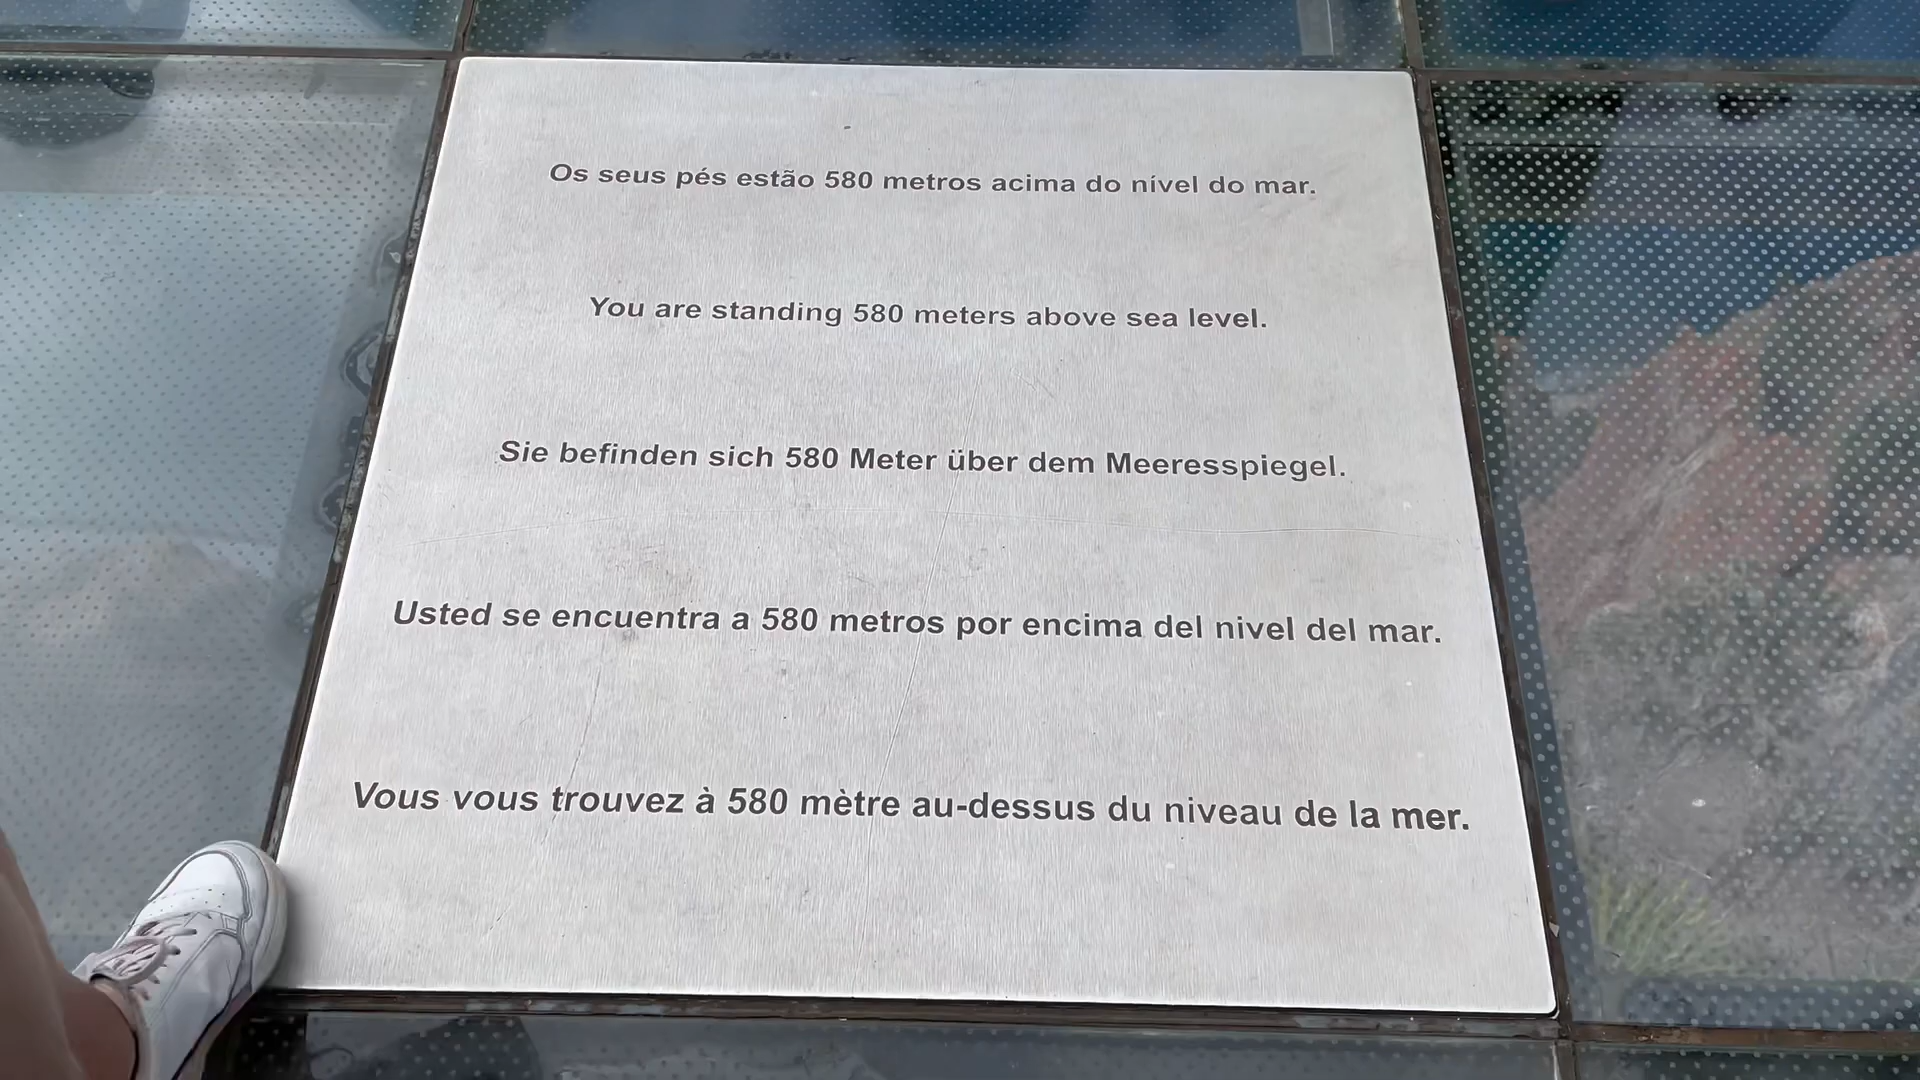 Os seus pés estão 580 metros acima do nível do mar.
You are standing 580 meters above sea level.
Sie befinden sich 580 Meter über dem Meeresspiegel.
Usted se encuentra a 580 metros por encima del nivel del mar.
Vous vous trouvez à 580 mètre au-dessus du niveau de la mer.